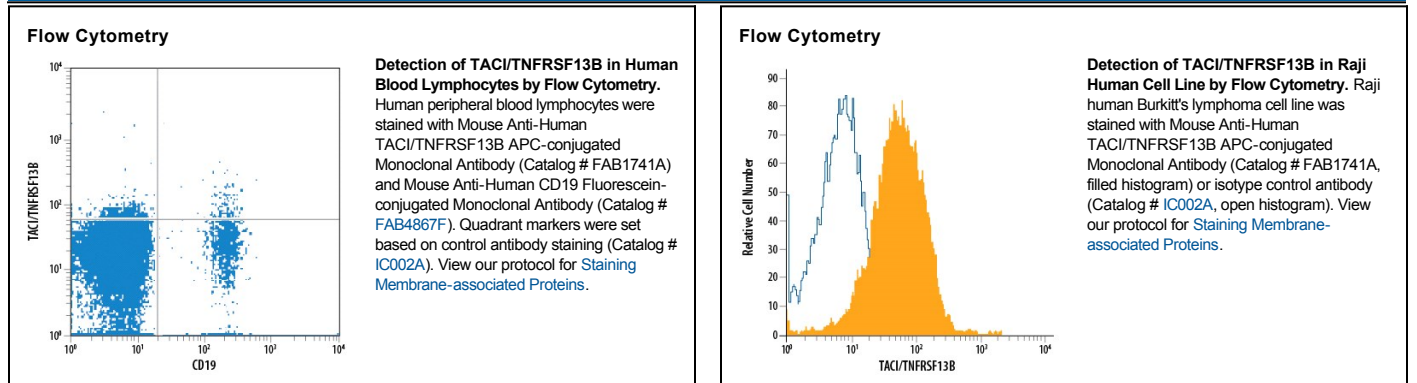 Flow Cytometry
10⁴
10³
10²
10¹
10⁰
TACI/TNFRSF13B
10⁰ 10¹ 10² 10³ 10⁴
CD19
Detection of TACI/TNFRSF13B in Human
Blood Lymphocytes by Flow Cytometry.
Human peripheral blood lymphocytes were
stained with Mouse Anti-Human
TACI/TNFRSF13B APC-conjugated
Monoclonal Antibody (Catalog # FAB1741A)
and Mouse Anti-Human CD19 Fluorescein-
conjugated Monoclonal Antibody (Catalog #
FAB4867F). Quadrant markers were set
based on control antibody staining (Catalog #
IC002A). View our protocol for Staining
Membrane-associated Proteins.
Flow Cytometry
90
80
70
60
50
40
30
20
10
0
Relative Cell Number
10⁰ 10¹ 10² 10³ 10⁴
TACI/TNFRSF13B
Detection of TACI/TNFRSF13B in Raji
Human Cell Line by Flow Cytometry. Raji
human Burkitt's lymphoma cell line was
stained with Mouse Anti-Human
TACI/TNFRSF13B APC-conjugated
Monoclonal Antibody (Catalog # FAB1741A,
filled histogram) or isotype control antibody
(Catalog # IC002A, open histogram). View
our protocol for Staining Membrane-
associated Proteins.